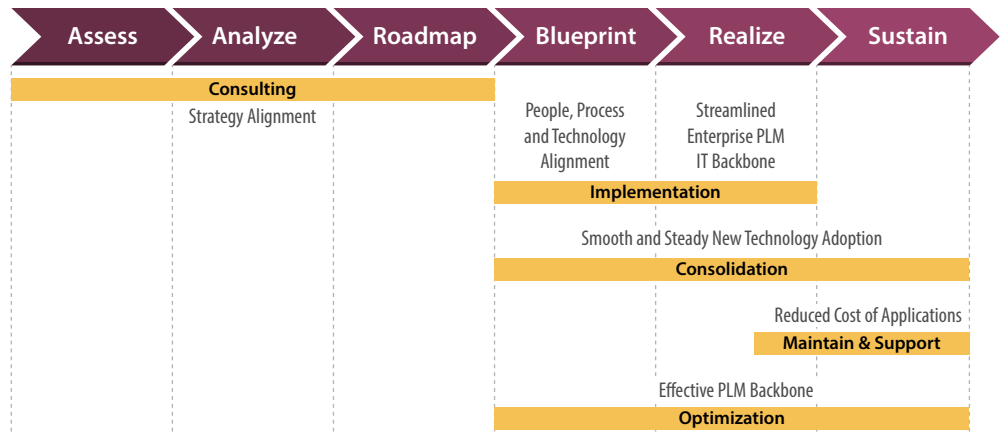 Assess Analyze Roadmap Blueprint Realize Sustain
Consulting
Strategy Alignment
People, Process
and Technology
Alignment
Streamlined
Enterprise PLM
IT Backbone
Implementation
Smooth and Steady New Technology Adoption
Consolidation
Reduced Cost of Applications
Maintain & Support
Effective PLM Backbone
Optimization